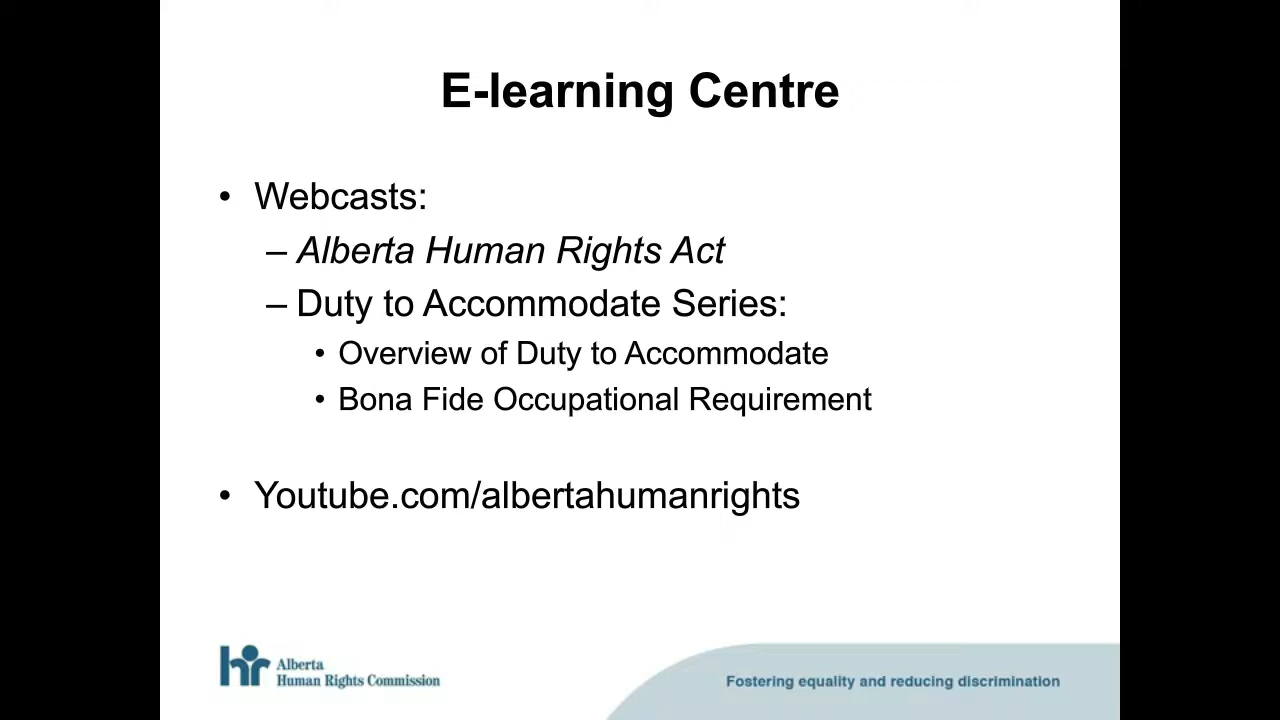 E-learning Centre
• Webcasts:
– Alberta Human Rights Act
– Duty to Accommodate Series:
• Overview of Duty to Accommodate
• Bona Fide Occupational Requirement
• Youtube.com/albertahumanrights
hr Alberta
Human Rights Commission
Fostering equality and reducing discrimination